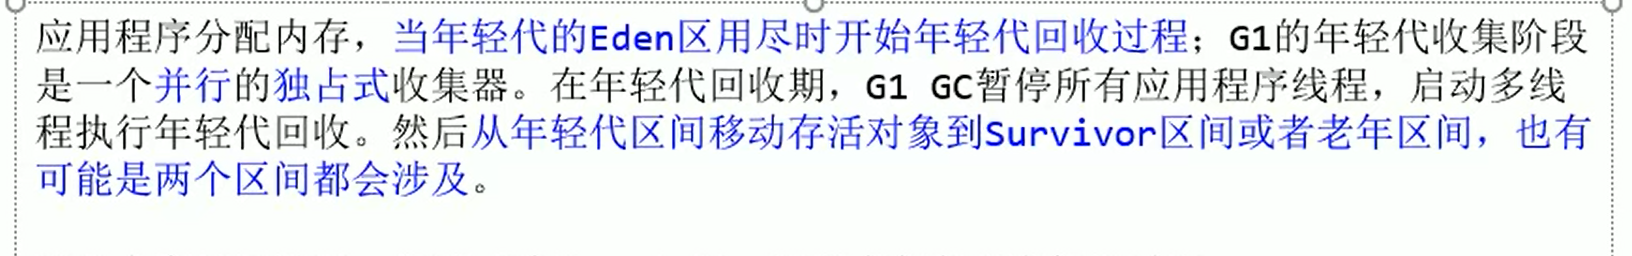 应用程序分配内存，当年轻代的Eden区用尽时开始年轻代回收过程；G1的年轻代收集阶段
是一个并行的独占式收集器。在年轻代回收期，G1 GC暂停所有应用程序线程，启动多线
程执行年轻代回收。然后从年轻代区间移动存活对象到Survivor区间或者老年区间，也有
可能是两个区间都会涉及。